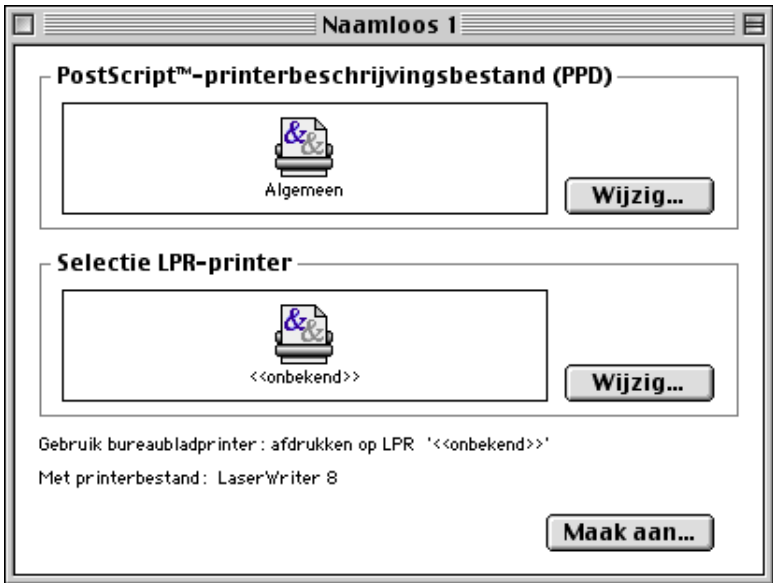 Naamloos 1
PostScript™-printerbeschrijvingsbestand (PPD)
Algemeen
Wijzig...
Selectie LPR-printer
<<onbekend>>
Wijzig...
Gebruik bureaubladprinter: afdrukken op LPR '<<onbekend>>'
Met printerbestand: LaserWriter 8
Maak aan...